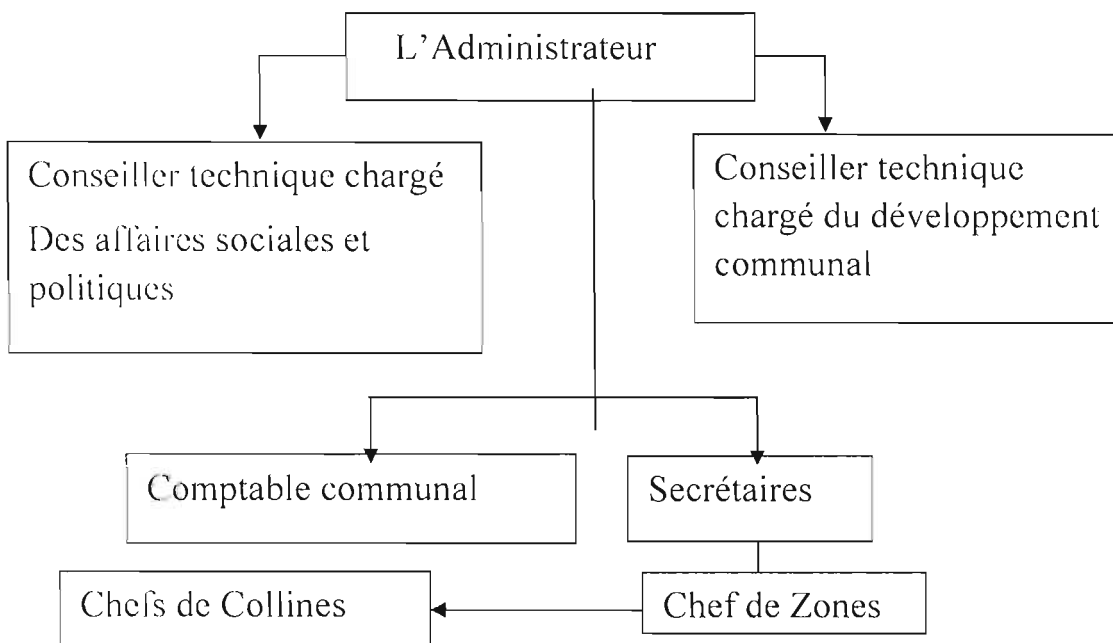 L'Administrateur
Conseiller technique chargé
Des affaires sociales et
politiques
Conseiller technique
chargé du développement
communal
Comptable communal
Secrétaires
Chefs de Collines
Chef de Zones